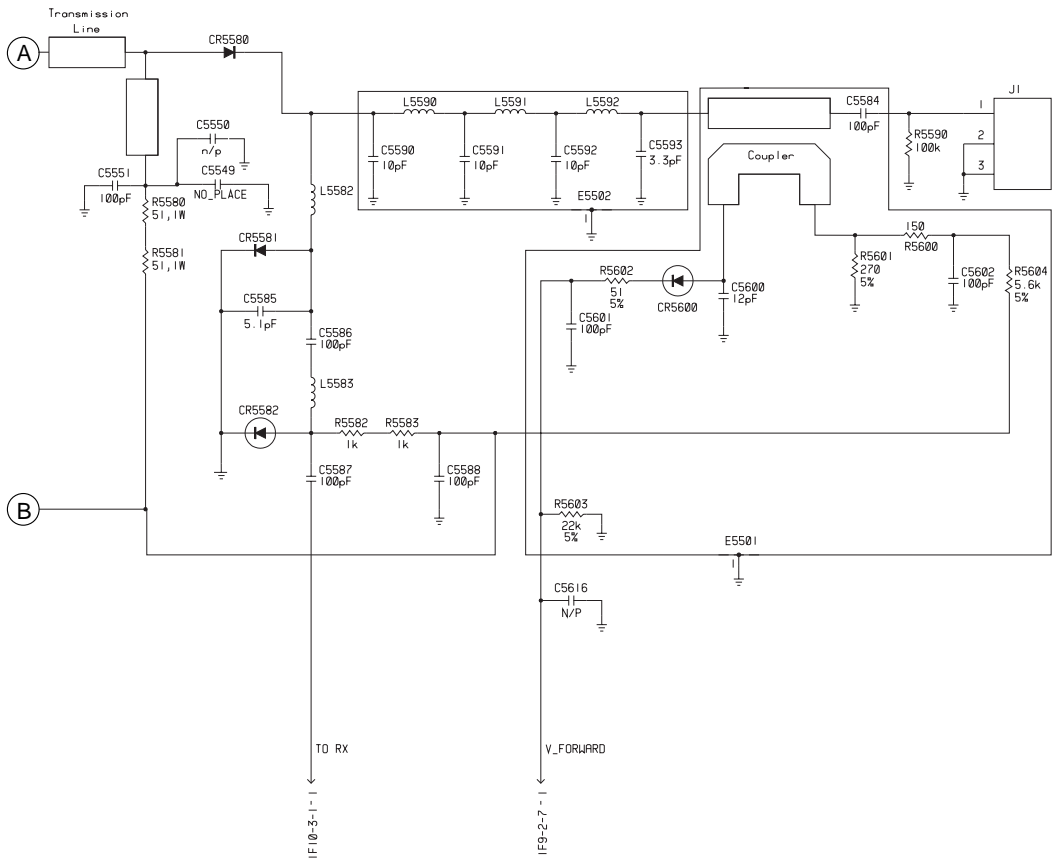 Transmission
Line
A
CR5580
L5590
L5591
L5592
C5584
100pF
J1
1
2
3
R5590
100k
C5550
n/p
C5590
10pF
C5591
10pF
C5592
10pF
C5593
3.3pF
Coupler
C5551
100pF
C5549
NO_PLACE
L5582
E5502
1
R5580
51,1W
CR5581
R5581
51,1W
150
R5600
R5601
270
5%
C5602
100pF
R5604
5.6k
5%
R5602
51
5%
CR5600
C5600
12pF
C5585
5.1pF
C5601
100pF
C5586
100pF
L5583
CR5582
R5582
1k
R5583
1k
C5587
100pF
C5588
100pF
B
R5603
22k
5%
E5501
1
C5616
N/P
TO RX
V_FORWARD
IF10-3-1-1
IF9-2-7-1